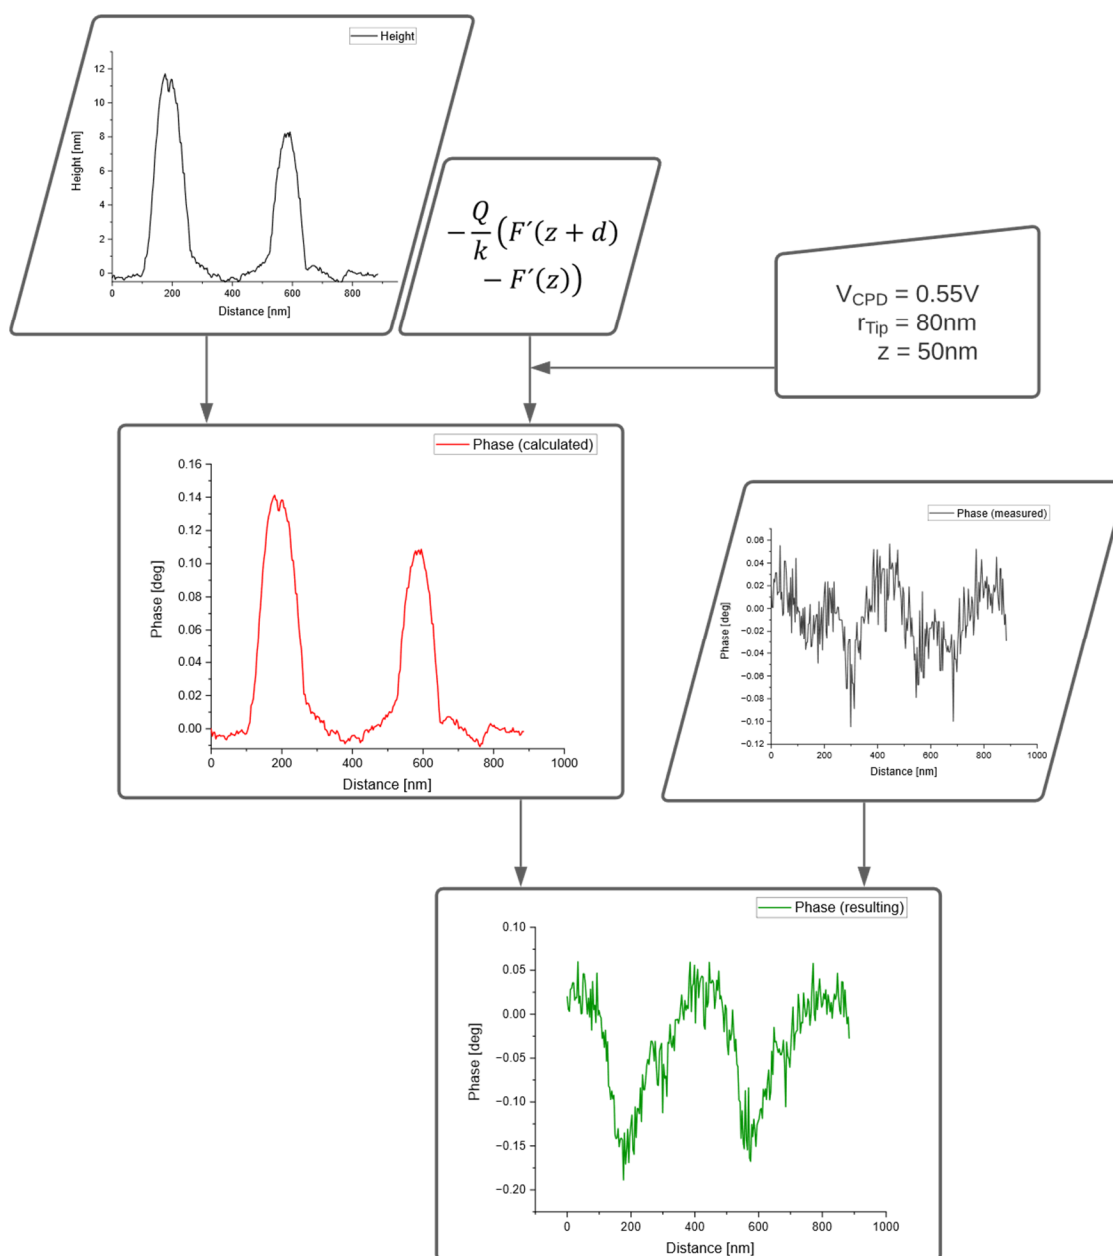 Height
12
10
8
6
4
2
0
Height [nm]
0 200 400 600 800
Distance [nm]
−Q/k (F′(z + d)
− F′(z))
V_CPD = 0.55V
r_Tip = 80nm
z = 50nm
Phase (calculated)
0.16
0.14
0.12
0.10
0.08
0.06
0.04
0.02
0.00
Phase [deg]
0 200 400 600 800 1000
Distance [nm]
Phase (measured)
0.06
0.04
0.02
0.00
−0.02
−0.04
−0.06
−0.08
−0.10
−0.12
Phase [deg]
0 200 400 600 800 1000
Distance [nm]
Phase (resulting)
0.10
0.05
0.00
−0.05
−0.10
−0.15
−0.20
Phase [deg]
0 200 400 600 800 1000
Distance [nm]